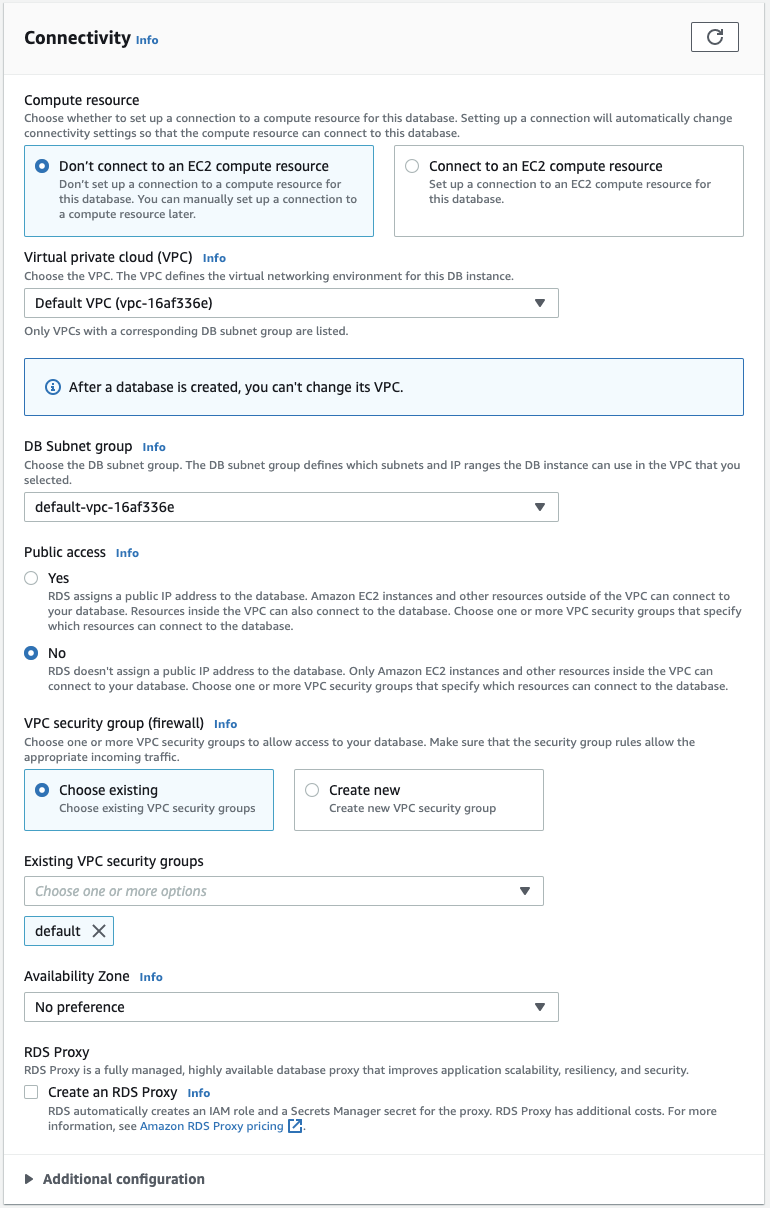 Connectivity Info
Compute resource
Choose whether to set up a connection to a compute resource for this database. Setting up a connection will automatically change
connectivity settings so that the compute resource can connect to this database.
Don't connect to an EC2 compute resource
Don't set up a connection to a compute resource for
this database. You can manually set up a connection to
a compute resource later.
Connect to an EC2 compute resource
Set up a connection to an EC2 compute resource for
this database.
Virtual private cloud (VPC) Info
Choose the VPC. The VPC defines the virtual networking environment for this DB instance.
Default VPC (vpc-16af336e)
Only VPCs with a corresponding DB subnet group are listed.
After a database is created, you can't change its VPC.
DB Subnet group Info
Choose the DB subnet group. The DB subnet group defines which subnets and IP ranges the DB instance can use in the VPC that you
selected.
default-vpc-16af336e
Public access Info
Yes
RDS assigns a public IP address to the database. Amazon EC2 instances and other resources outside of the VPC can connect to
your database. Resources inside the VPC can also connect to the database. Choose one or more VPC security groups that specify
which resources can connect to the database.
No
RDS doesn't assign a public IP address to the database. Only Amazon EC2 instances and other resources inside the VPC can
connect to your database. Choose one or more VPC security groups that specify which resources can connect to the database.
VPC security group (firewall) Info
Choose one or more VPC security groups to allow access to your database. Make sure that the security group rules allow the
appropriate incoming traffic.
Choose existing
Choose existing VPC security groups
Create new
Create new VPC security group
Existing VPC security groups
Choose one or more options
default
Availability Zone Info
No preference
RDS Proxy
RDS Proxy is a fully managed, highly available database proxy that improves application scalability, resiliency, and security.
Create an RDS Proxy Info
RDS automatically creates an IAM role and a Secrets Manager secret for the proxy. RDS Proxy has additional costs. For more
information, see Amazon RDS Proxy pricing.
Additional configuration